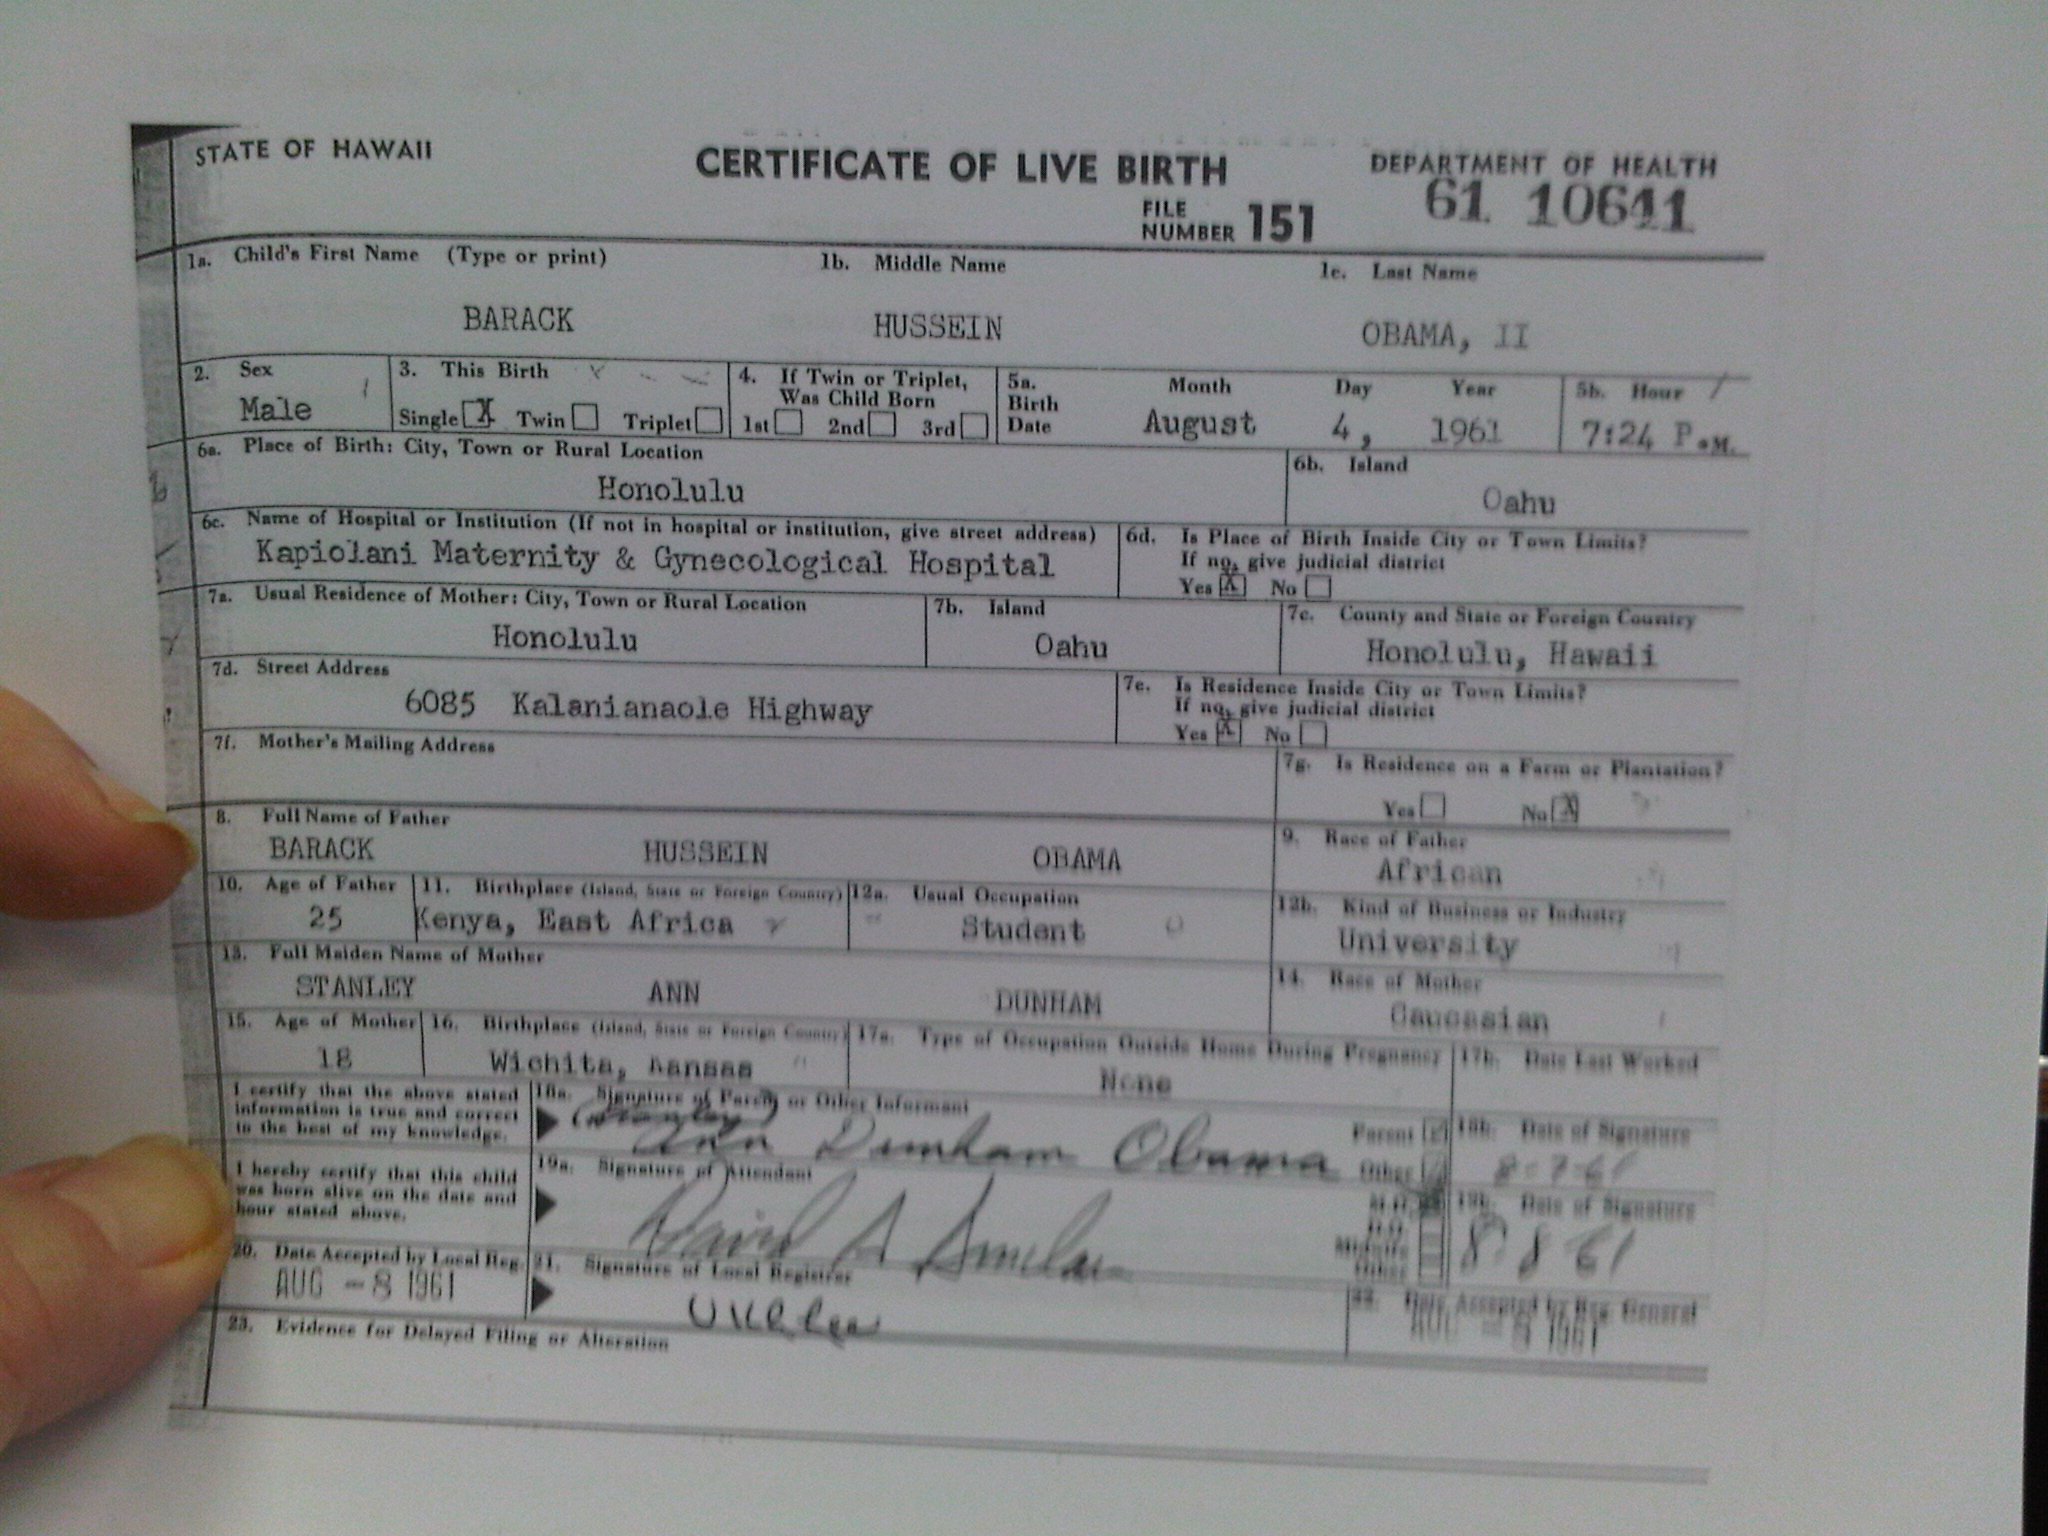 STATE OF HAWAII CERTIFICATE OF LIVE BIRTH DEPARTMENT OF HEALTH
FILE NUMBER 151 61 10641
1a. Child's First Name (Type or print) 1b. Middle Name 1c. Last Name
BARACK HUSSEIN OBAMA, II
2. Sex 3. This Birth 4. If Twin or Triplet, Was Child Born 5a. Birth Date Month Day Year 5b. Hour
Male Single X Twin Triplet 1st 2nd 3rd August 4, 1961 7:24 P.M.
6a. Place of Birth: City, Town or Rural Location 6b. Island
Honolulu Oahu
6c. Name of Hospital or Institution (If not in hospital or institution, give street address) 6d. Is Place of Birth Inside City or Town Limits?
If no, give judicial district
Kapiolani Maternity & Gynecological Hospital Yes X No
7a. Usual Residence of Mother: City, Town or Rural Location 7b. Island 7c. County and State or Foreign Country
Honolulu Oahu Honolulu, Hawaii
7d. Street Address 7e. Is Residence Inside City or Town Limits?
If no, give judicial district
6085 Kalanianaole Highway Yes X No
7f. Mother's Mailing Address 7g. Is Residence on a Farm or Plantation?
Yes No X
8. Full Name of Father 9. Race of Father
BARACK HUSSEIN OBAMA African
10. Age of Father 11. Birthplace (Island, State or Foreign Country) 12a. Usual Occupation 12b. Kind of Business or Industry
25 Kenya, East Africa Student University
13. Full Maiden Name of Mother 14. Race of Mother
STANLEY ANN DUNHAM Caucasian
15. Age of Mother 16. Birthplace (Island, State or Foreign Country) 17a. Type of Occupation Outside Home During Pregnancy 17b. Date Last Worked
18 Wichita, Kansas None
I certify that the above stated information is true and correct to the best of my knowledge. 18a. Signature of Parent or Other Informant Parent Other 18b. Date of Signature
(Stanley) Ann Dunham Obama 8-7-61
I hereby certify that this child was born alive on the date and hour stated above. 19a. Signature of Attendant M.D. D.O. Midwife Other 19b. Date of Signature
David A 8 8 61
20. Date Accepted by Local Reg. 21. Signature of Local Registrar 22. Date Accepted by Reg. General
AUG -8 1961 AUG -8 1961
23. Evidence for Delayed Filing or Alteration